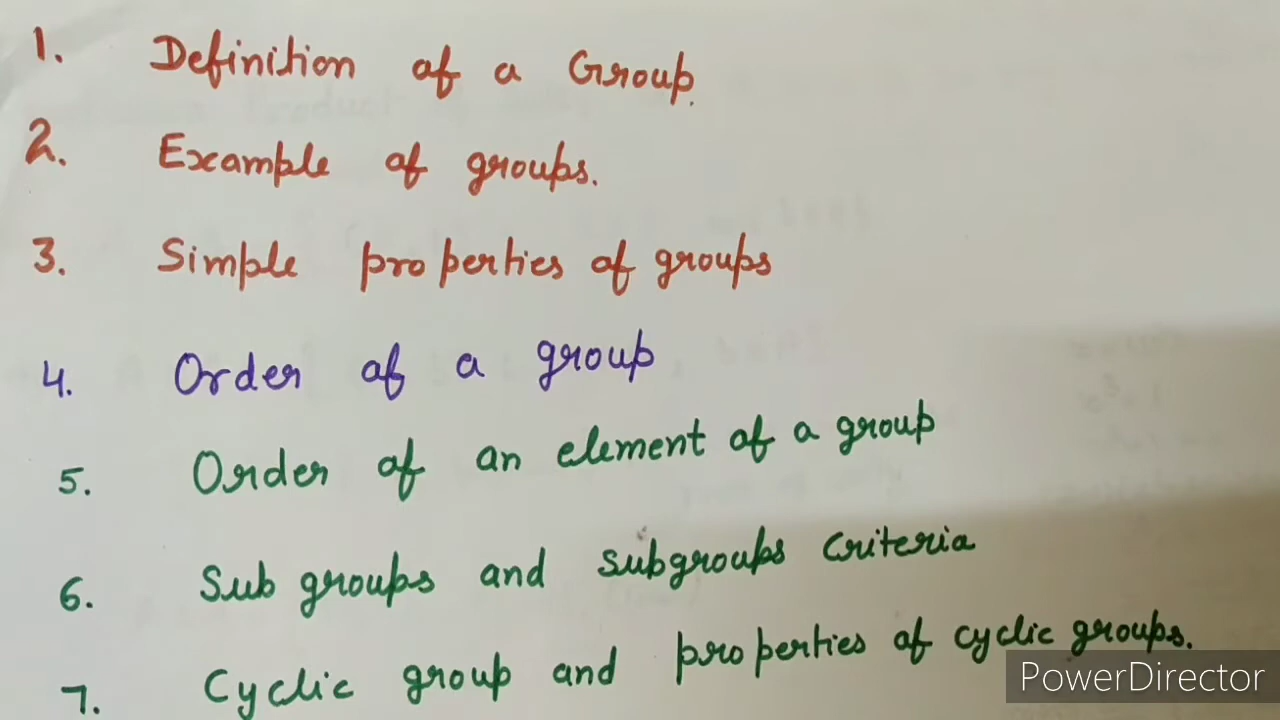 1. Definition of a Group.
2. Example of groups.
3. Simple properties of groups
4. Order of a group
5. Order of an element of a group
6. Sub groups and subgroups criteria
7. Cyclic group and properties of cyclic groups.
PowerDirector